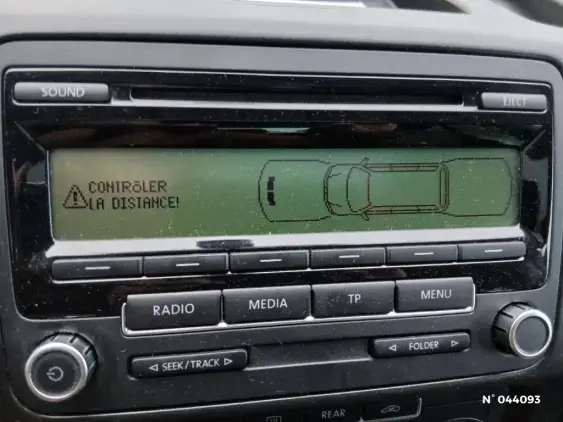 SOUND
EJECT
CONTRôLER
LA DISTANCE!
RADIO
MEDIA
TP
MENU
◁ SEEK/TRACK ▷
◁ FOLDER ▷
REAR
N° 044093